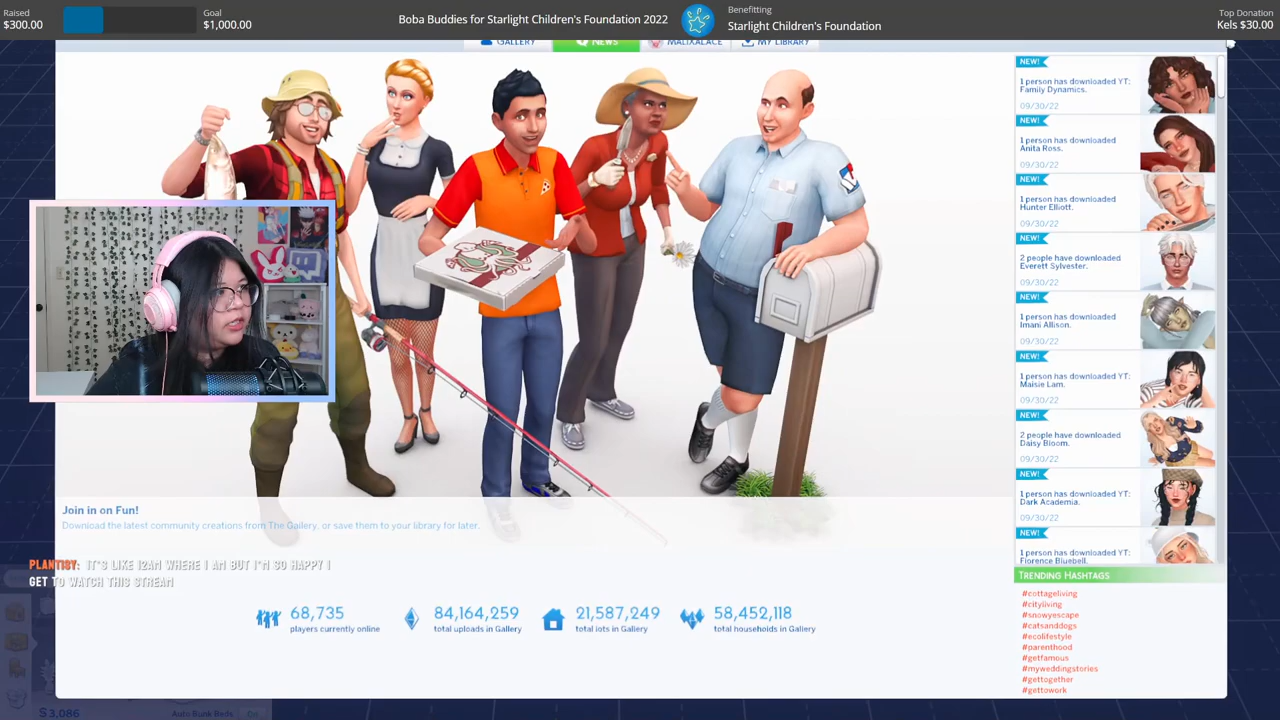 Raised
$300.00
Goal
$1,000.00
Boba Buddies for Starlight Children's Foundation 2022
Benefitting
Starlight Children's Foundation
Top Donation
Kels $30.00
GALLERY
NEWS
MALIXALACE
MY LIBRARY
NEW!
1 person has downloaded YT:
Family Dynamics.
09/30/22
NEW!
1 person has downloaded
Anita Ross.
09/30/22
NEW!
1 person has downloaded
Hunter Elliott.
09/30/22
NEW!
2 people have downloaded
Everett Sylvester.
09/30/22
NEW!
1 person has downloaded
Imani Allison.
09/30/22
NEW!
1 person has downloaded YT:
Maisie Lam.
09/30/22
NEW!
2 people have downloaded
Daisy Bloom.
09/30/22
NEW!
1 person has downloaded YT:
Dark Academia.
09/30/22
NEW!
1 person has downloaded
Florence Bluebell.
Join in on Fun!
Download the latest community creations from The Gallery, or save them to your library for later.
PLANTISY: IT'S LIKE 12AM WHERE I AM BUT I'M SO HAPPY I
GET TO WATCH THIS STREAM
68,735
players currently online
84,164,259
total uploads in Gallery
21,587,249
total lots in Gallery
58,452,118
total households in Gallery
TRENDING HASHTAGS
#cottageliving
#cityliving
#snowyescape
#catsanddogs
#ecolifestyle
#parenthood
#getfamous
#myweddingstories
#gettogether
#gettowork
§3,086
Auto Bunk Beds
On